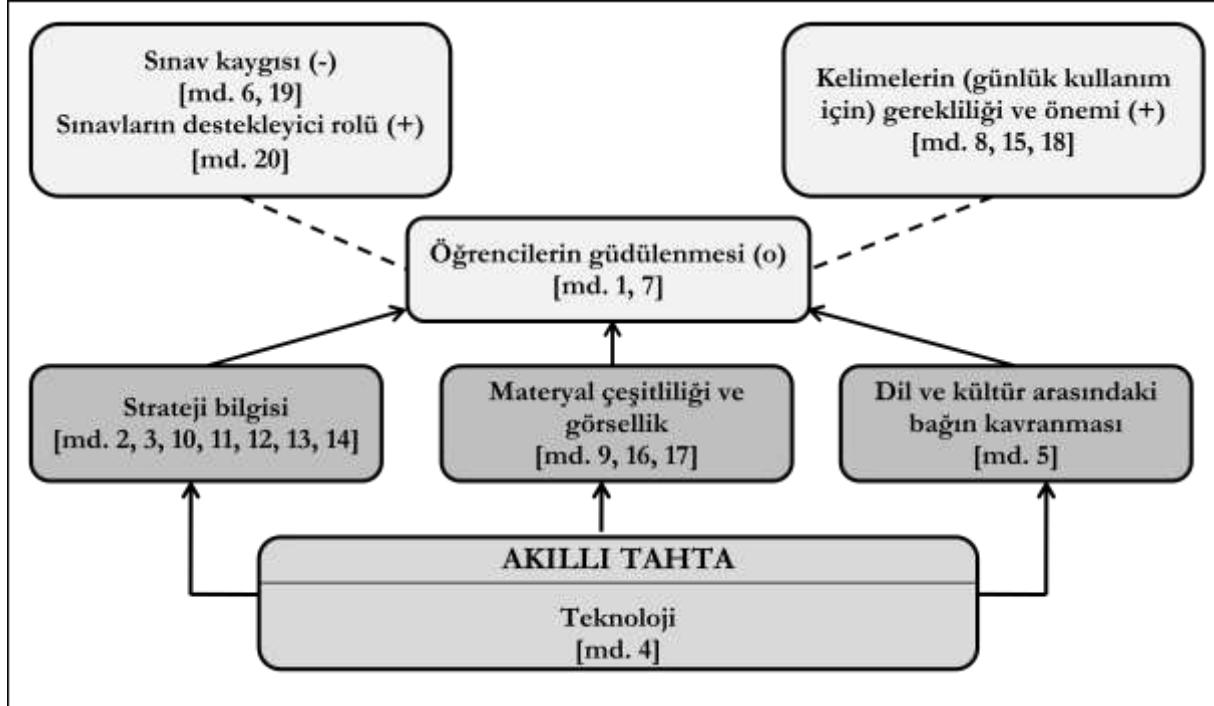 Sınav kaygısı (-)
[md. 6, 19]
Sınavların destekleyici rolü (+)
[md. 20]
Kelimelerin (günlük kullanım
için) gerekliliği ve önemi (+)
[md. 8, 15, 18]
Öğrencilerin güdülenmesi (o)
[md. 1, 7]
Strateji bilgisi
[md. 2, 3, 10, 11, 12, 13, 14]
Materyal çeşitliliği ve
görsellik
[md. 9, 16, 17]
Dil ve kültür arasındaki
bağın kavranması
[md. 5]
AKILLI TAHTA
Teknoloji
[md. 4]